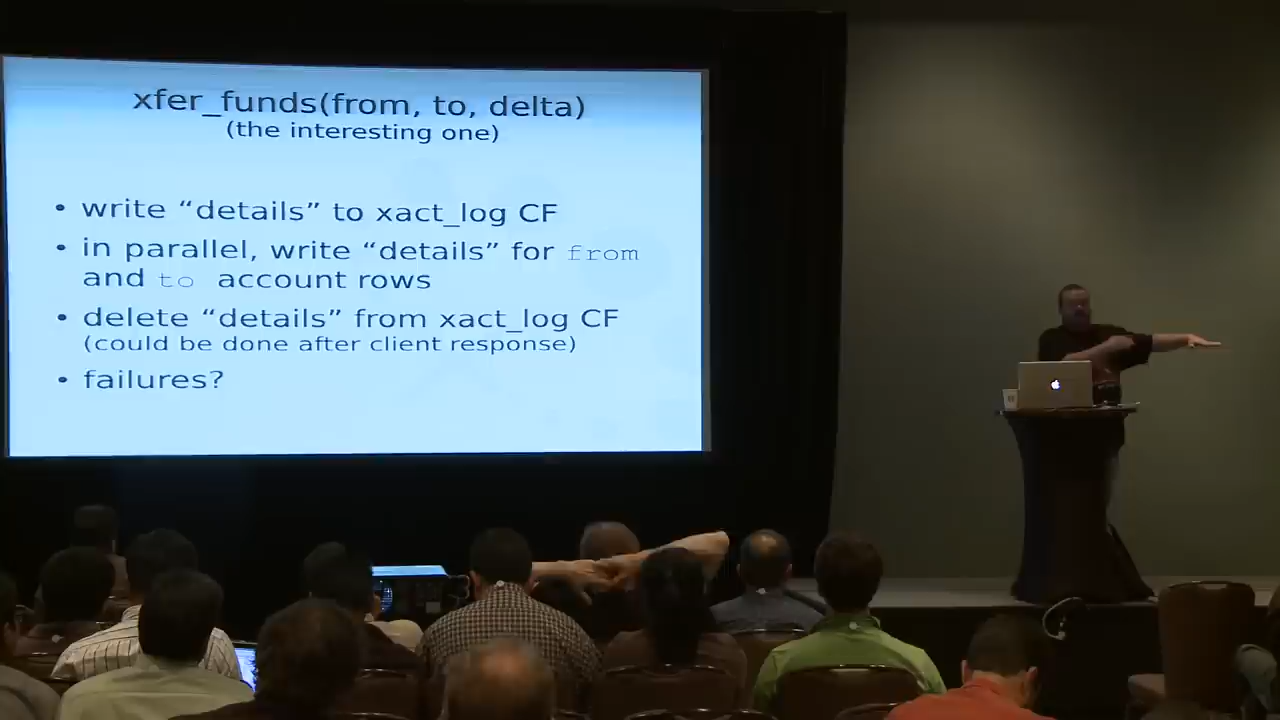 xfer_funds(from, to, delta)
(the interesting one)
• write “details” to xact_log CF
• in parallel, write “details” for from
and to account rows
• delete “details” from xact_log CF
(could be done after client response)
• failures?